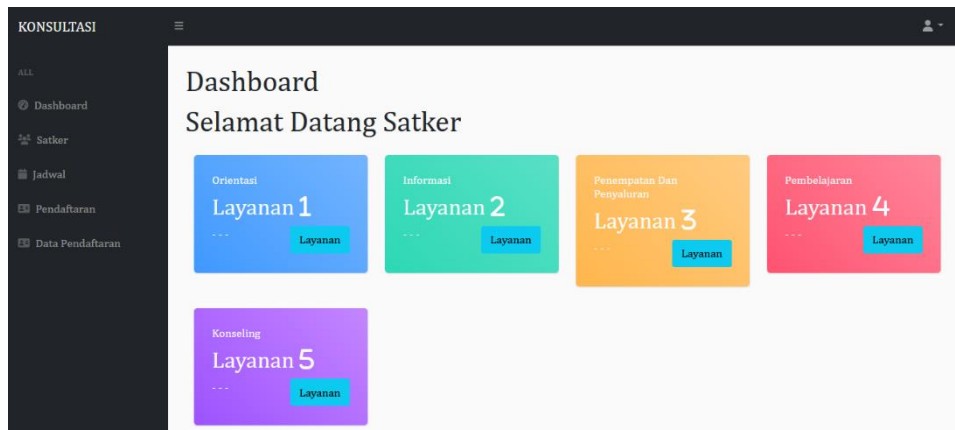 KONSULTASI
ALL
Dashboard
Satker
Jadwal
Pendaftaran
Data Pendaftaran
Dashboard
Selamat Datang Satker
Orientasi
Layanan 1
- - -
Layanan
Informasi
Layanan 2
- - -
Layanan
Penempatan Dan
Penyaluran
Layanan 3
- - -
Layanan
Pembelajaran
Layanan 4
- - -
Layanan
Konseling
Layanan 5
- - -
Layanan